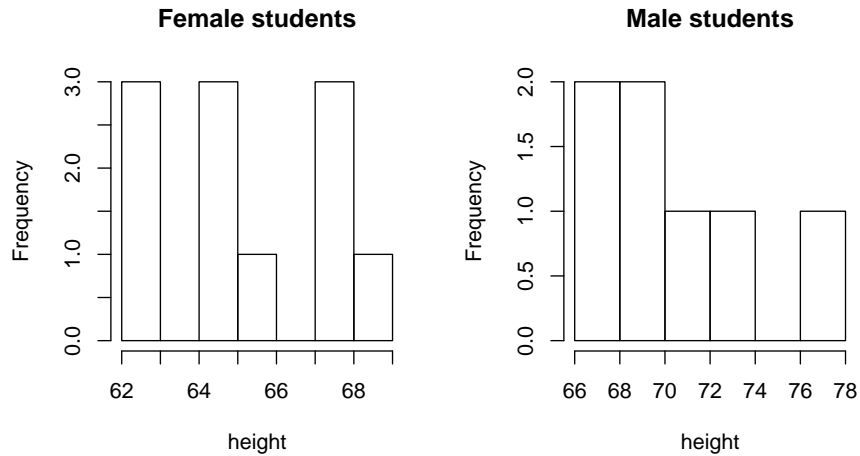 Female students
Frequency
3.0
2.0
1.0
0.0
62 64 66 68
height
Male students
Frequency
2.0
1.5
1.0
0.5
0.0
66 68 70 72 74 76 78
height